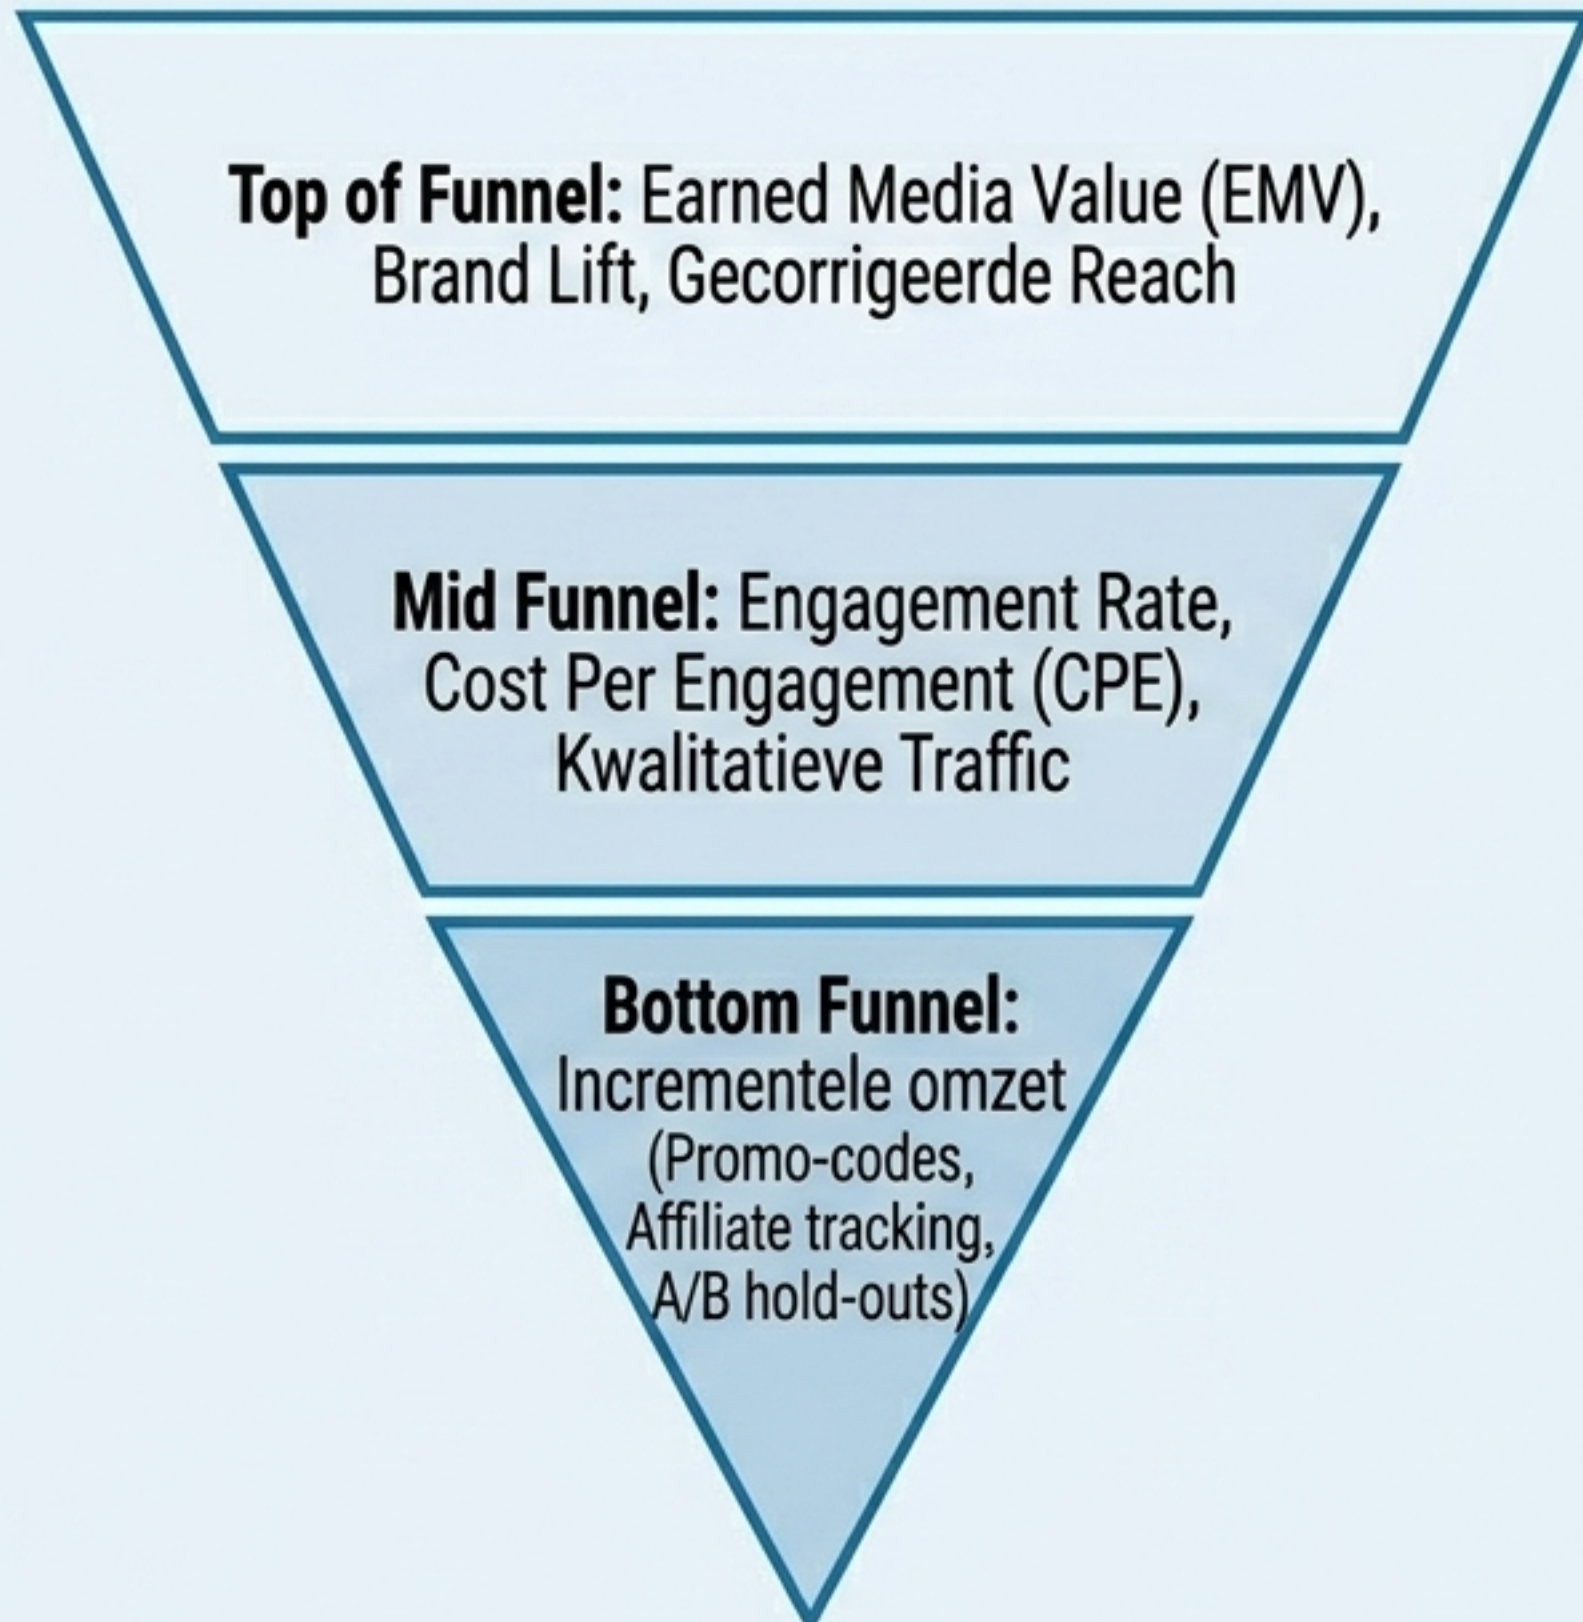 Top of Funnel: Earned Media Value (EMV),
Brand Lift, Gecorrigeerde Reach
Mid Funnel: Engagement Rate,
Cost Per Engagement (CPE),
Kwalitatieve Traffic
Bottom Funnel:
Incrementele omzet
(Promo-codes,
Affiliate tracking,
A/B hold-outs)